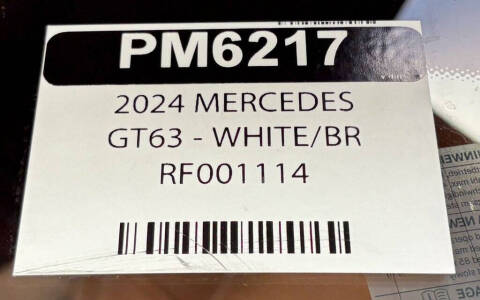 PM6217
2024 MERCEDES
GT63 - WHITE/BR
RF001114